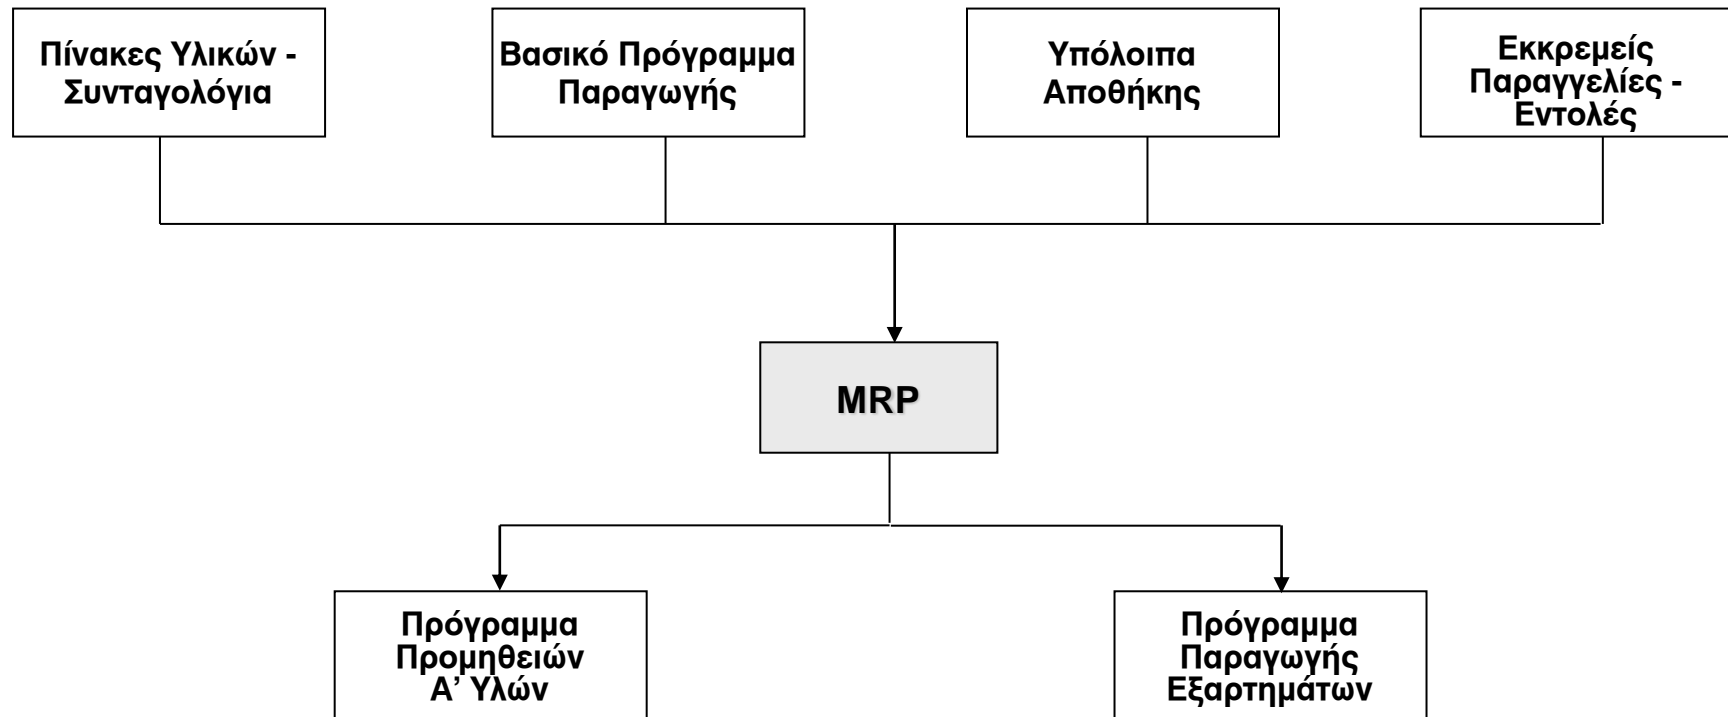 Πίνακες Υλικών -
Συνταγολόγια
Βασικό Πρόγραμμα
Παραγωγής
Υπόλοιπα
Αποθήκης
Εκκρεμείς
Παραγγελίες -
Εντολές
MRP
Πρόγραμμα
Προμηθειών
Α’ Υλών
Πρόγραμμα
Παραγωγής
Εξαρτημάτων